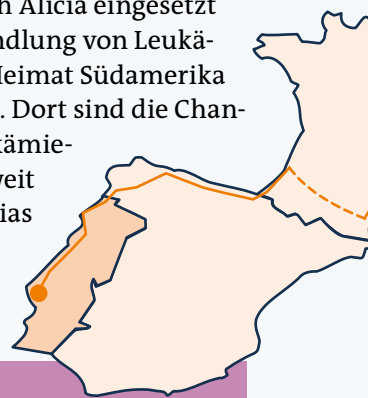 h Alicia eingesetzt
ndlung von Leukä-
Heimat Südamerika
. Dort sind die Chan-
kämie-
weit
ias